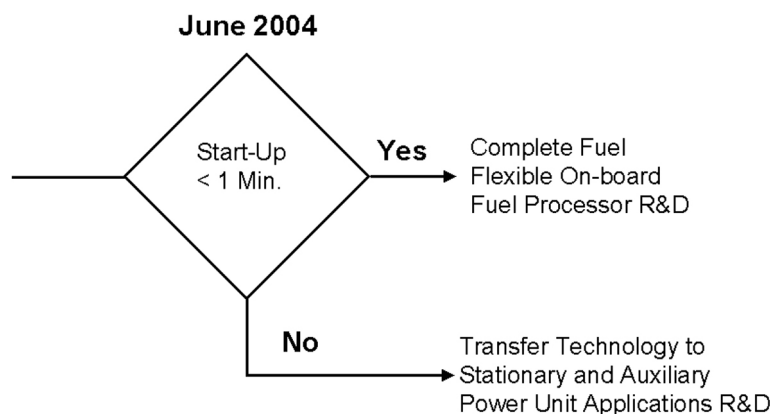 June 2004
Start-Up
< 1 Min.
Yes
Complete Fuel
Flexible On-board
Fuel Processor R&D
No
Transfer Technology to
Stationary and Auxiliary
Power Unit Applications R&D